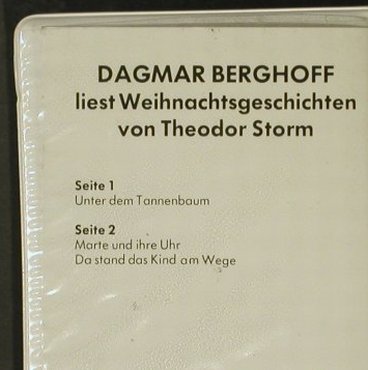 DAGMAR BERGHOFF
liest Weihnachtsgeschichten
von Theodor Storm
Seite 1
Unter dem Tannenbaum
Seite 2
Marte und ihre Uhr
Da stand das Kind am Wege